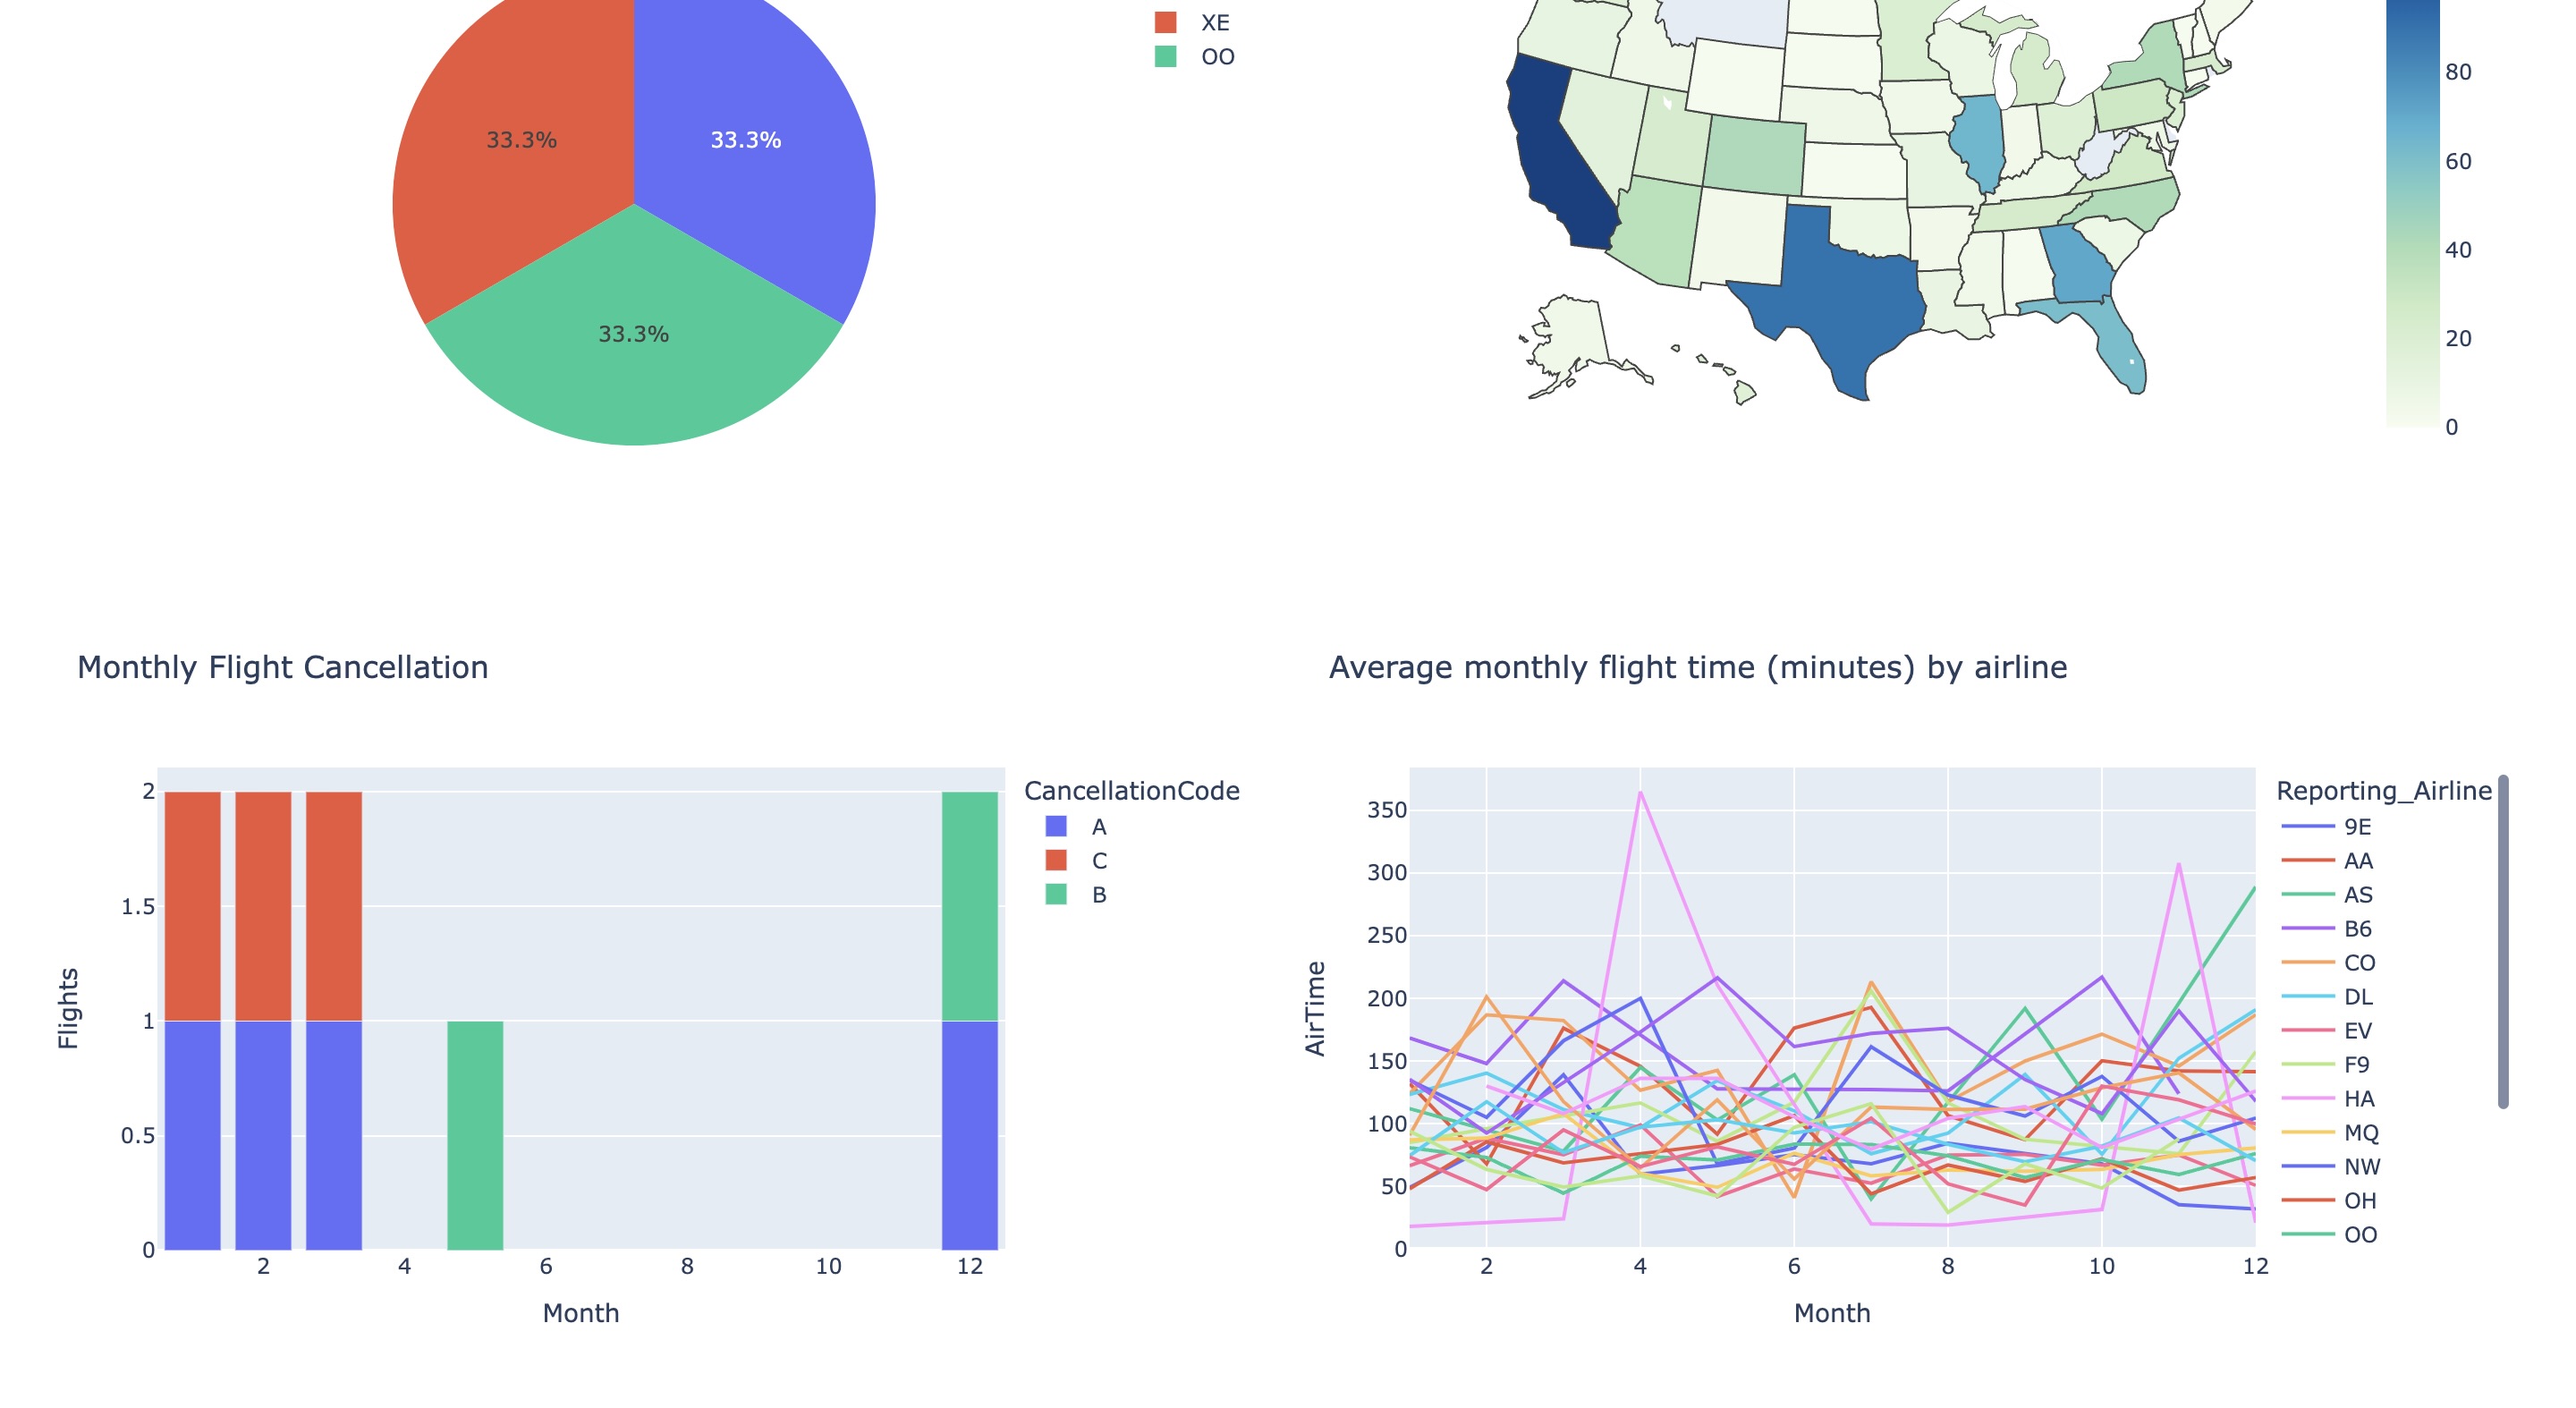 XE
OO
33.3%
33.3%
33.3%
80
60
40
20
0
Monthly Flight Cancellation
2
1.5
1
0.5
0
Flights
2
4
6
8
10
12
Month
CancellationCode
A
C
B
Average monthly flight time (minutes) by airline
350
300
250
200
150
100
50
0
AirTime
2
4
6
8
10
12
Month
Reporting_Airline
9E
AA
AS
B6
CO
DL
EV
F9
HA
MQ
NW
OH
OO